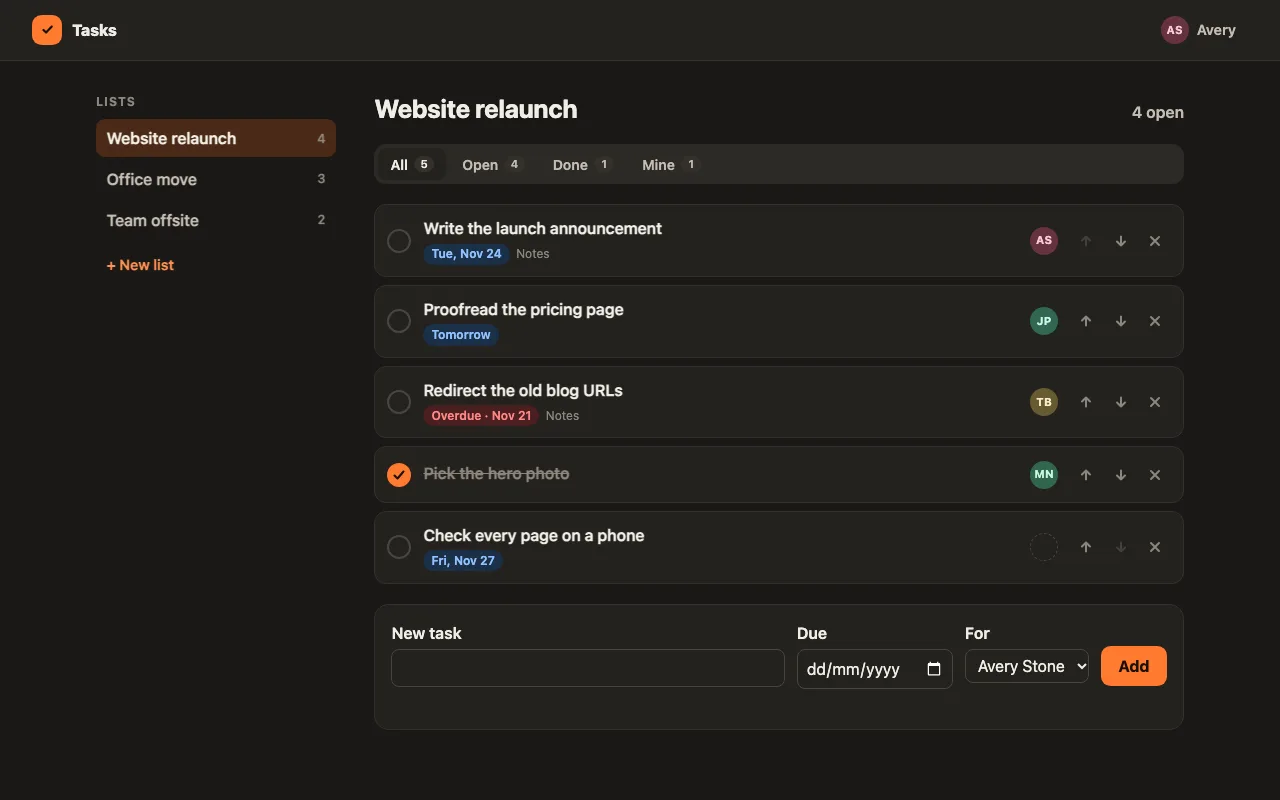 Tasks
AS Avery
LISTS
Website relaunch 4
Office move 3
Team offsite 2
+ New list
Website relaunch
4 open
All 5 Open 4 Done 1 Mine 1
Write the launch announcement
Tue, Nov 24 Notes
AS
Proofread the pricing page
Tomorrow
JP
Redirect the old blog URLs
Overdue · Nov 21 Notes
TB
Pick the hero photo
MN
Check every page on a phone
Fri, Nov 27
New task Due For
dd/mm/yyyy Avery Stone Add